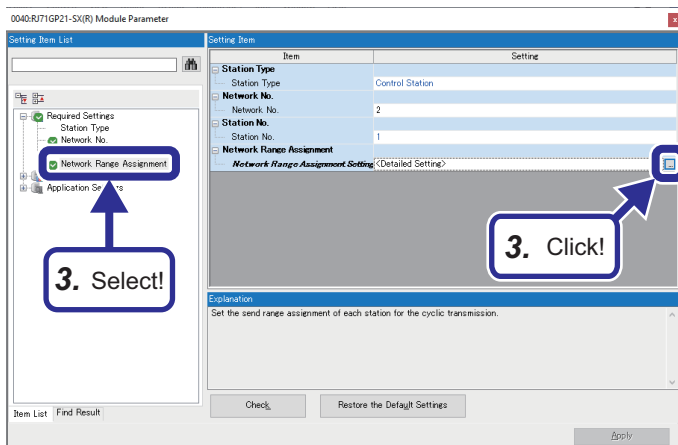 0040:RJ71GP21-SX(R) Module Parameter
x
Setting Item List
Setting Item
Item Setting
Station Type
Station Type Control Station
Network No.
Network No. 2
Station No.
Station No. 1
Network Range Assignment
Network Range Assignment Setting <Detailed Setting>
Required Settings
Station Type
Network No.
Network Range Assignment
Application Se
3. Select!
3. Click!
Explanation
Set the send range assignment of each station for the cyclic transmission.
Item List Find Result
Check Restore the Default Settings
Apply